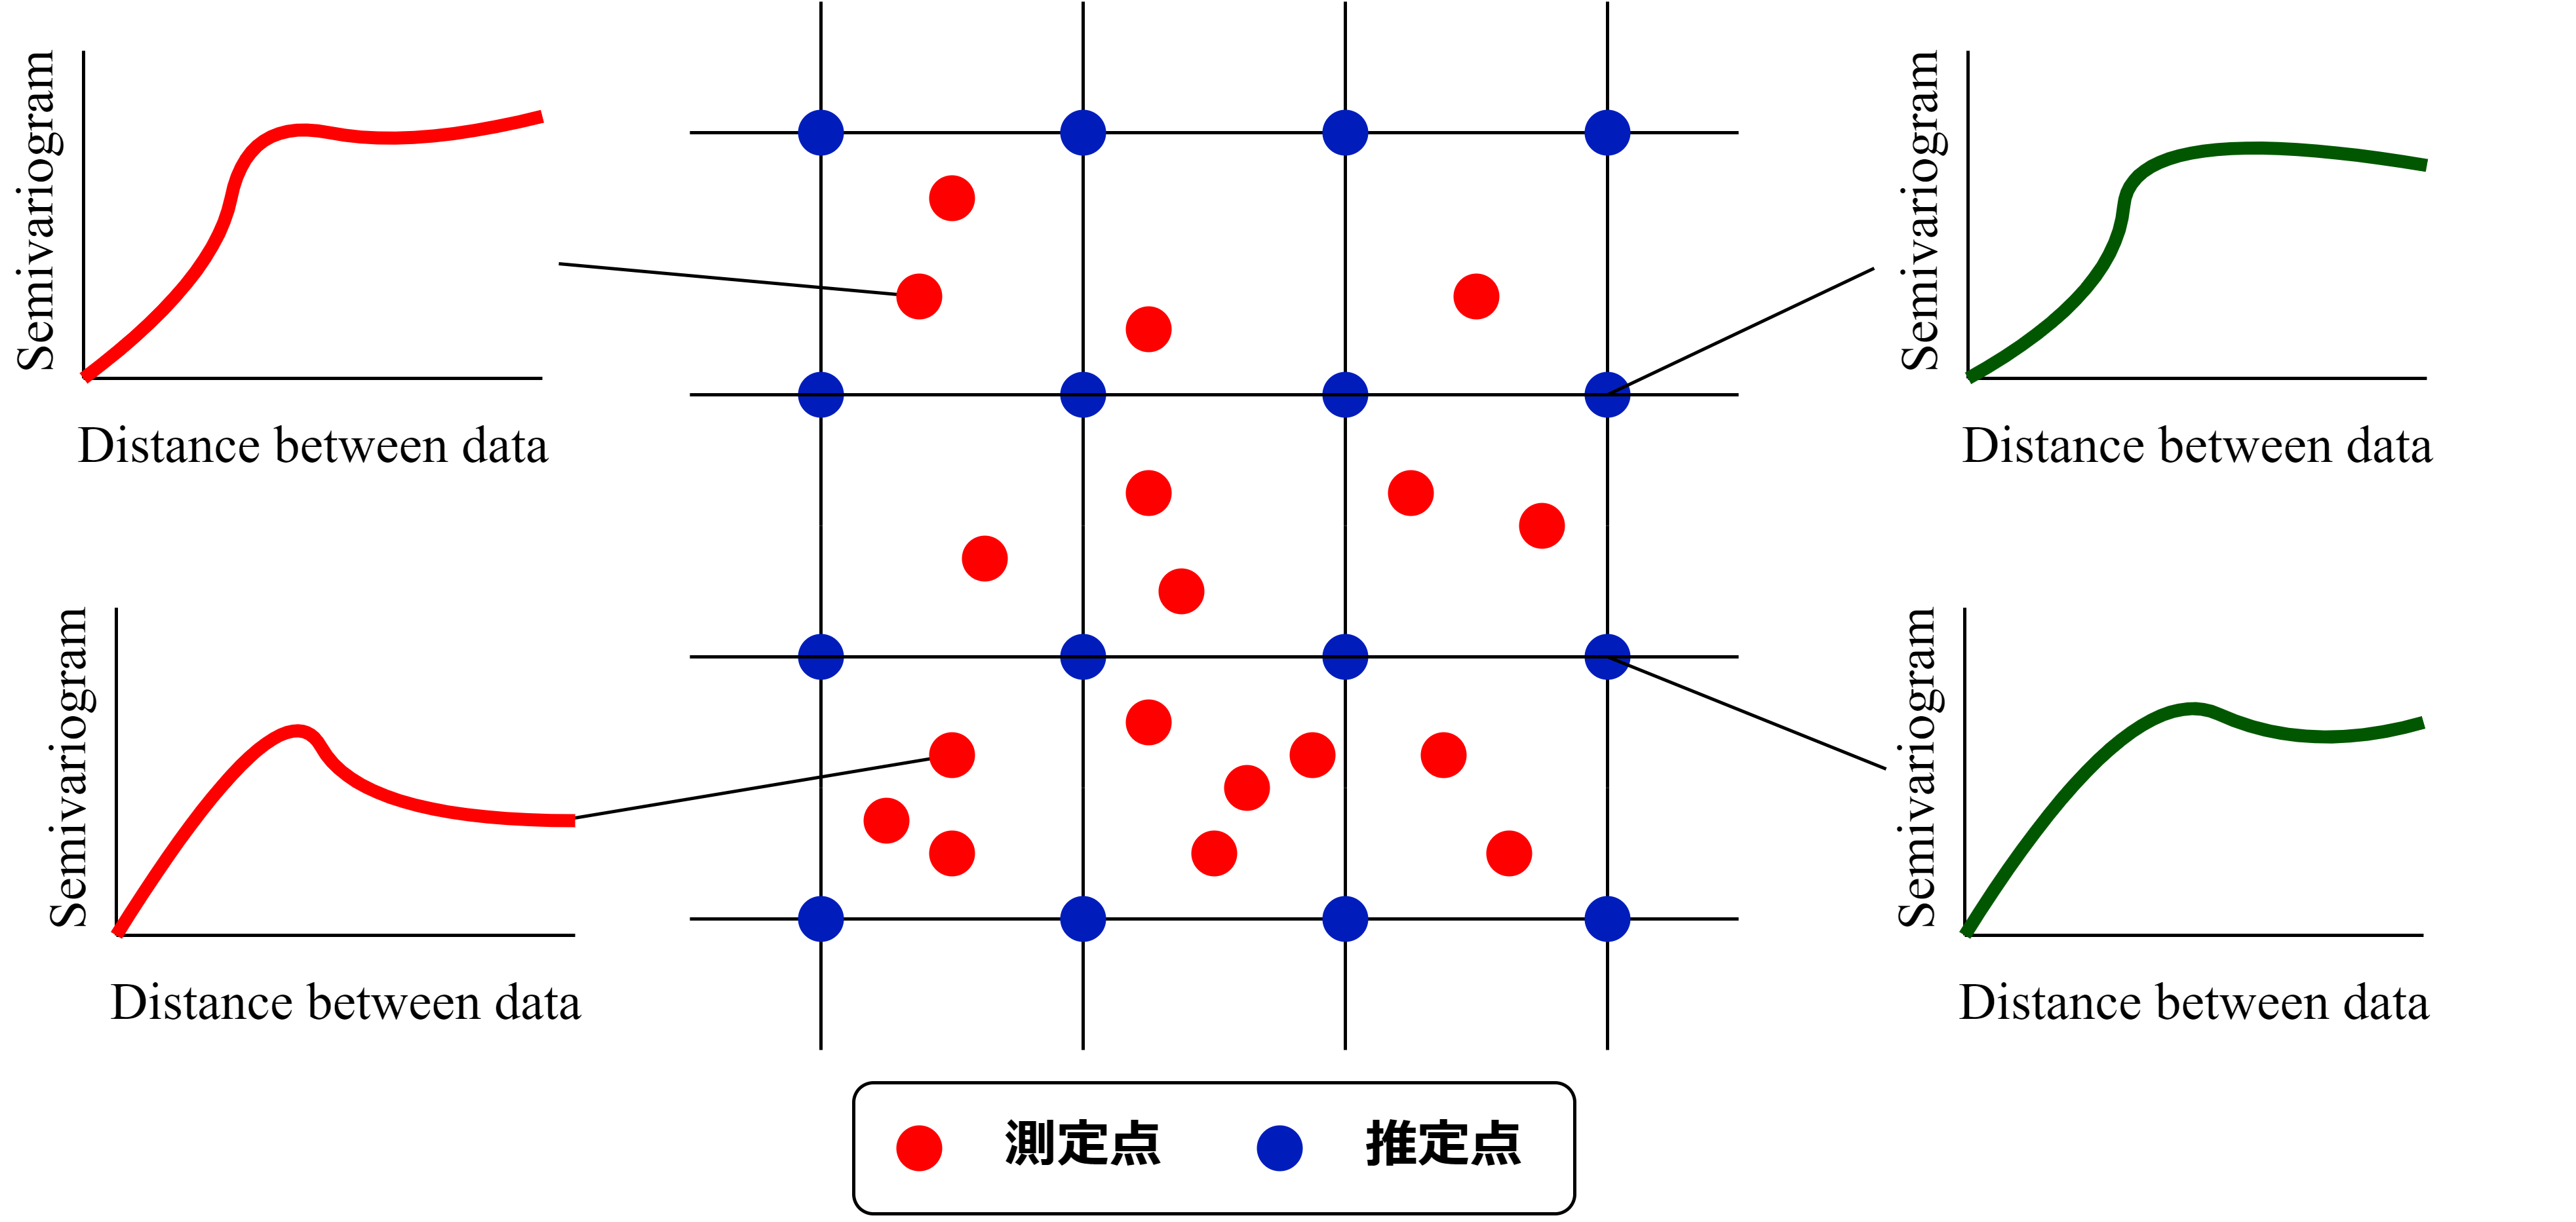 Semivariogram
Distance between data
Semivariogram
Distance between data
Semivariogram
Distance between data
Semivariogram
Distance between data
測定点
推定点